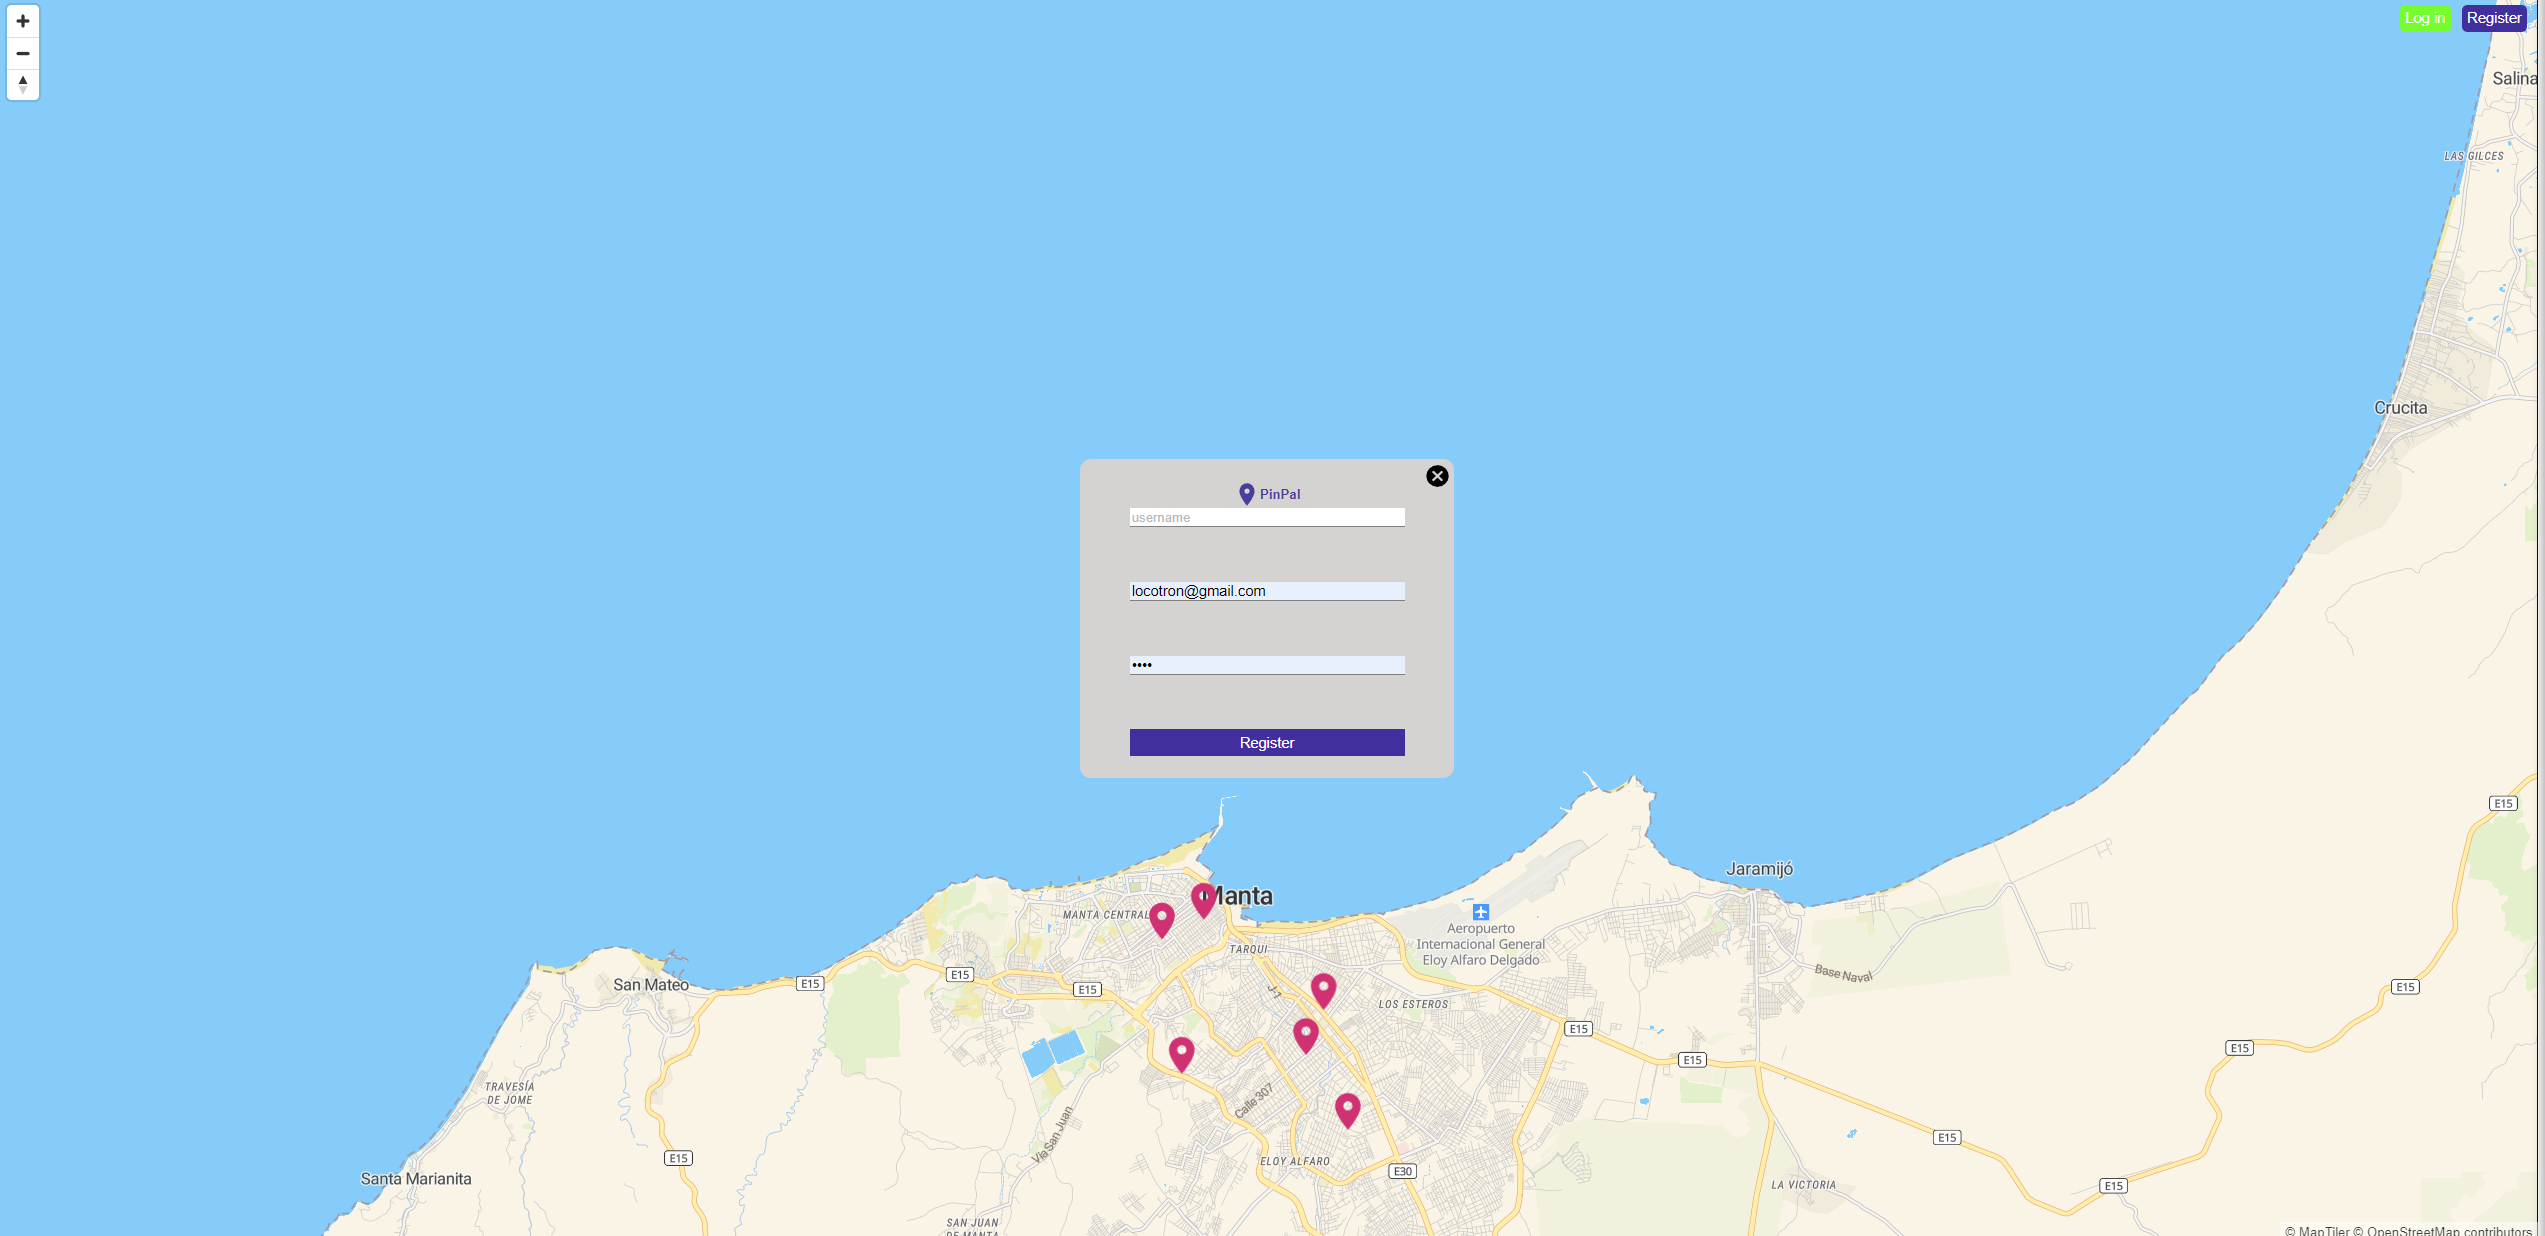 Log in
Register
Salina
LAS GILCES
Crucita
PinPal
username
locotron@gmail.com
••••
Register
E15
Jaramijó
Manta
MANTA CENTRAL
Aeropuerto
Internacional General
Eloy Alfaro Delgado
TARQUI
E15
San Mateo
E15
E15
Base Naval
E15
J-1
LOS ESTEROS
E15
E15
E15
TRAVESÍA
DE JOME
Calle 307
Vía San Juan
E15
E15
ELOY ALFARO
E30
Santa Marianita
LA VICTORIA
E15
SAN JUAN
DE MANTA
© MapTiler © OpenStreetMap contributors